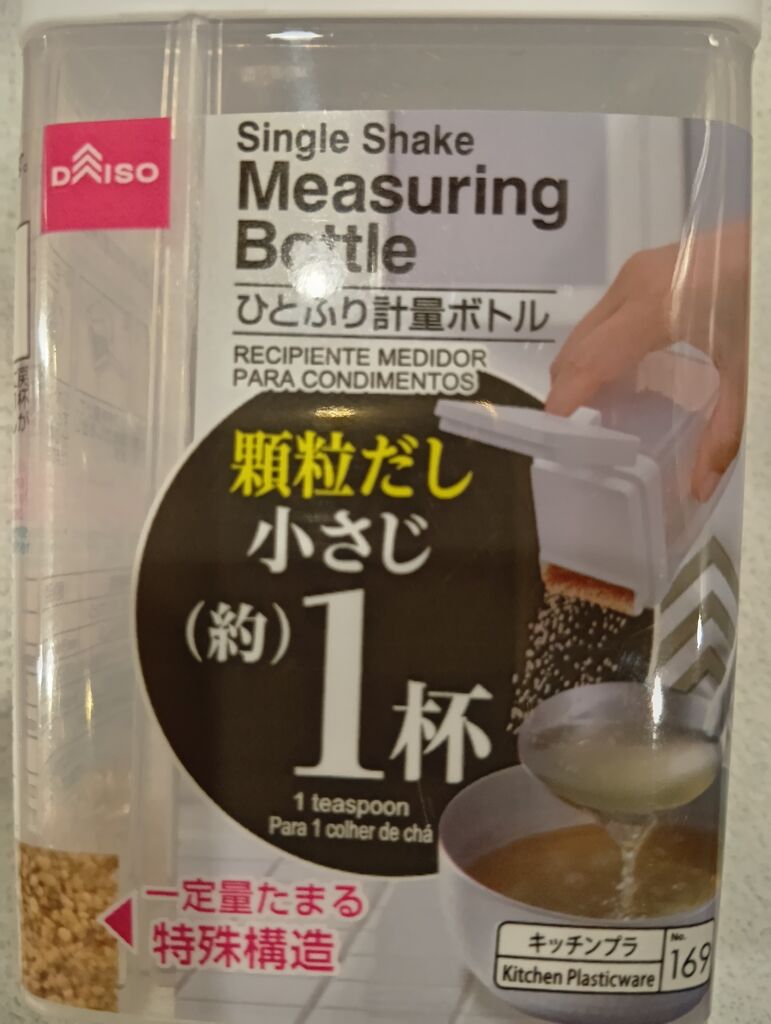 DAISO
Single Shake
Measuring
Bottle
ひとふり計量ボトル
RECIPIENTE MEDIDOR
PARA CONDIMENTOS
顆粒だし
小さじ
(約)1杯
1 teaspoon
Para 1 colher de chá
一定量たまる
特殊構造
キッチンプラ
Kitchen Plasticware
No.
169